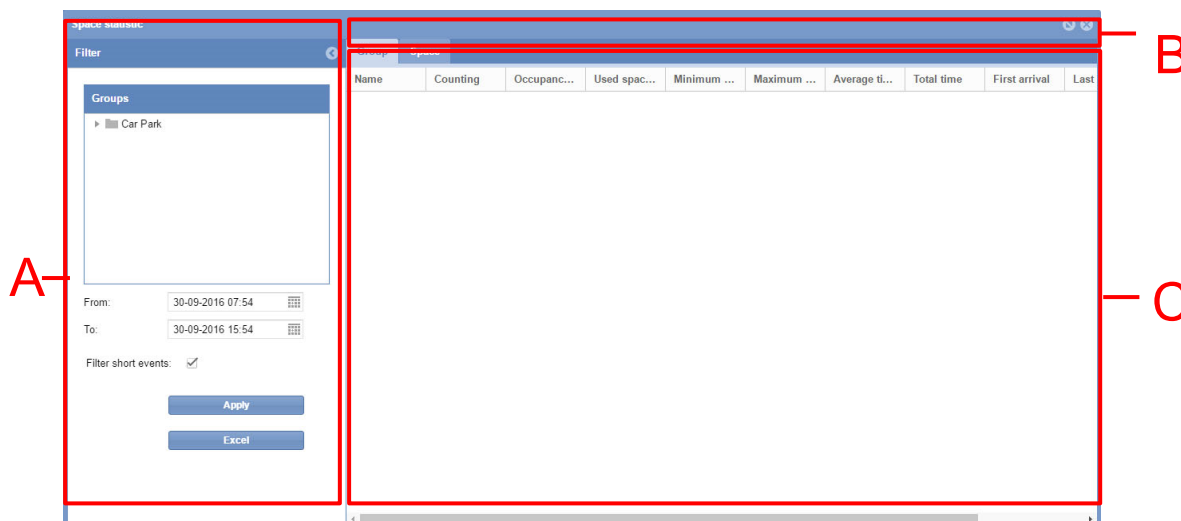 Space statistic
Filter
Group Space
B
Name Counting Occupanc... Used spac... Minimum ... Maximum ... Average ti... Total time First arrival Last
Groups
Car Park
A
C
From: 30-09-2016 07:54
To: 30-09-2016 15:54
Filter short events:
Apply
Excel